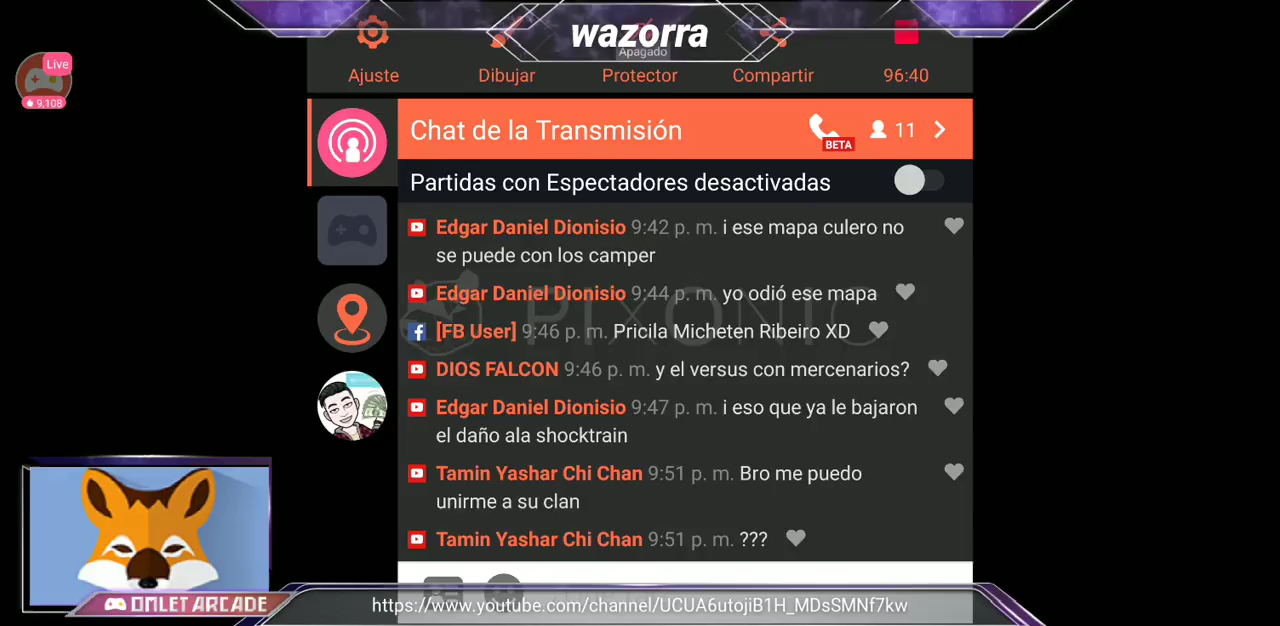 wazorra
Apagado
Live
9,108
Ajuste
Dibujar
Protector
Compartir
96:40
Chat de la Transmisión
BETA
11
Partidas con Espectadores desactivadas
Edgar Daniel Dionisio 9:42 p. m. i ese mapa culero no
se puede con los camper
Edgar Daniel Dionisio 9:44 p. m. yo odió ese mapa
PIXONIC
[FB User] 9:46 p. m. Pricila Micheten Ribeiro XD
DIOS FALCON 9:46 p. m. y el versus con mercenarios?
Edgar Daniel Dionisio 9:47 p. m. i eso que ya le bajaron
el daño ala shocktrain
Tamin Yashar Chi Chan 9:51 p. m. Bro me puedo
unirme a su clan
Tamin Yashar Chi Chan 9:51 p. m. ???
OMLET ARCADE
https://www.youtube.com/channel/UCUA6utojiB1H_MDsSMNf7kw